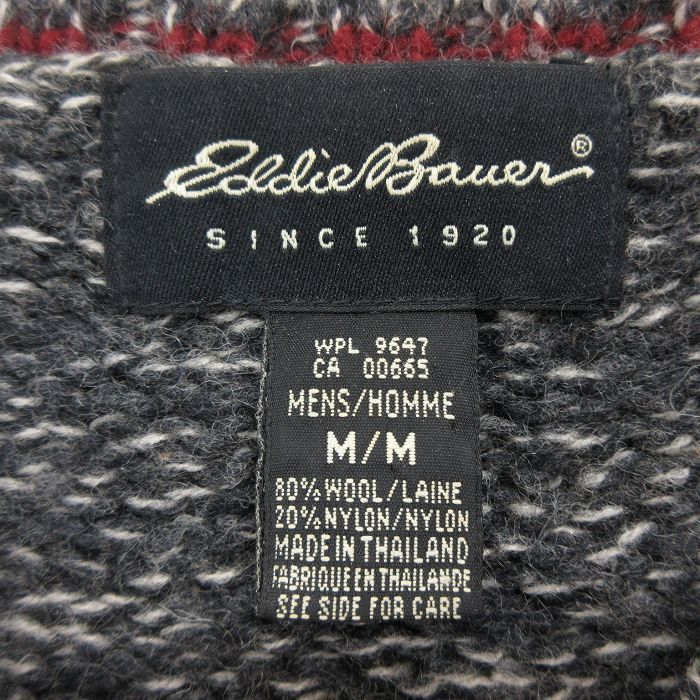 Eddie Bauer®
SINCE 1920
WPL 9647
CA 00665
MENS/HOMME
M/M
80% WOOL/LAINE
20% NYLON/NYLON
MADE IN THAILAND
FABRIQUE EN THAILANDE
SEE SIDE FOR CARE